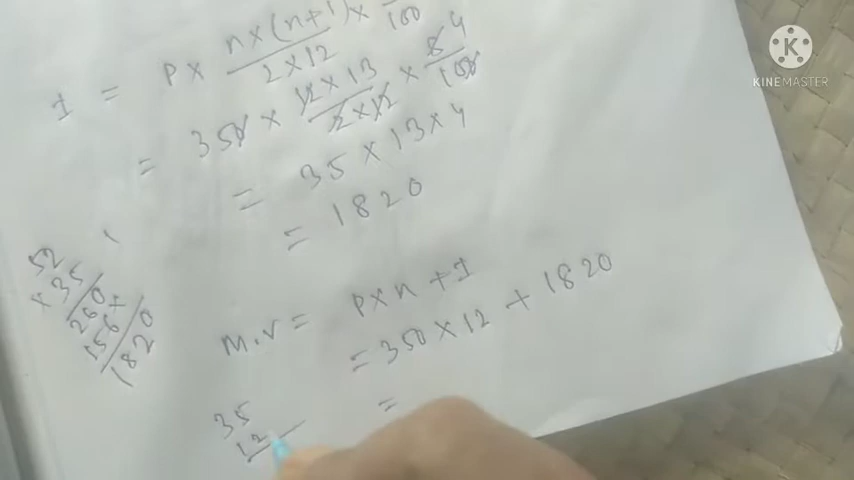 I = P × n×(n+1)/2×12 × /100
= 350 × 12×13/2×12 × 84/100
= 35 × 13 × 4
= 1820
52
×35
260
156×
1820
M.V = P×n + I
= 350×12 + 1820
=
35
12
K
KINEMASTER